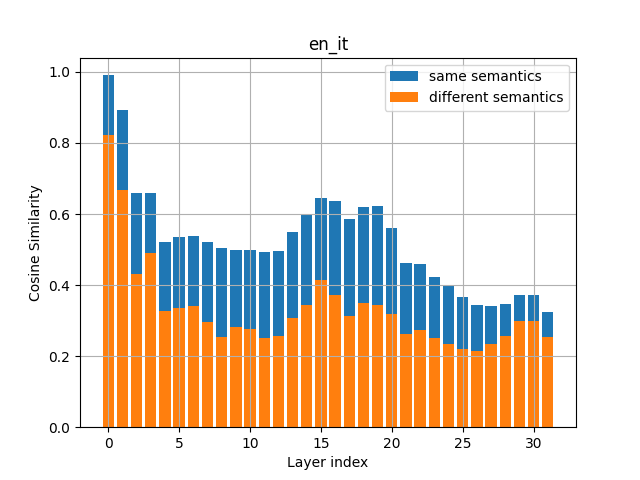 en_it
same semantics
different semantics
Cosine Similarity
1.0
0.8
0.6
0.4
0.2
0.0
0 5 10 15 20 25 30
Layer index